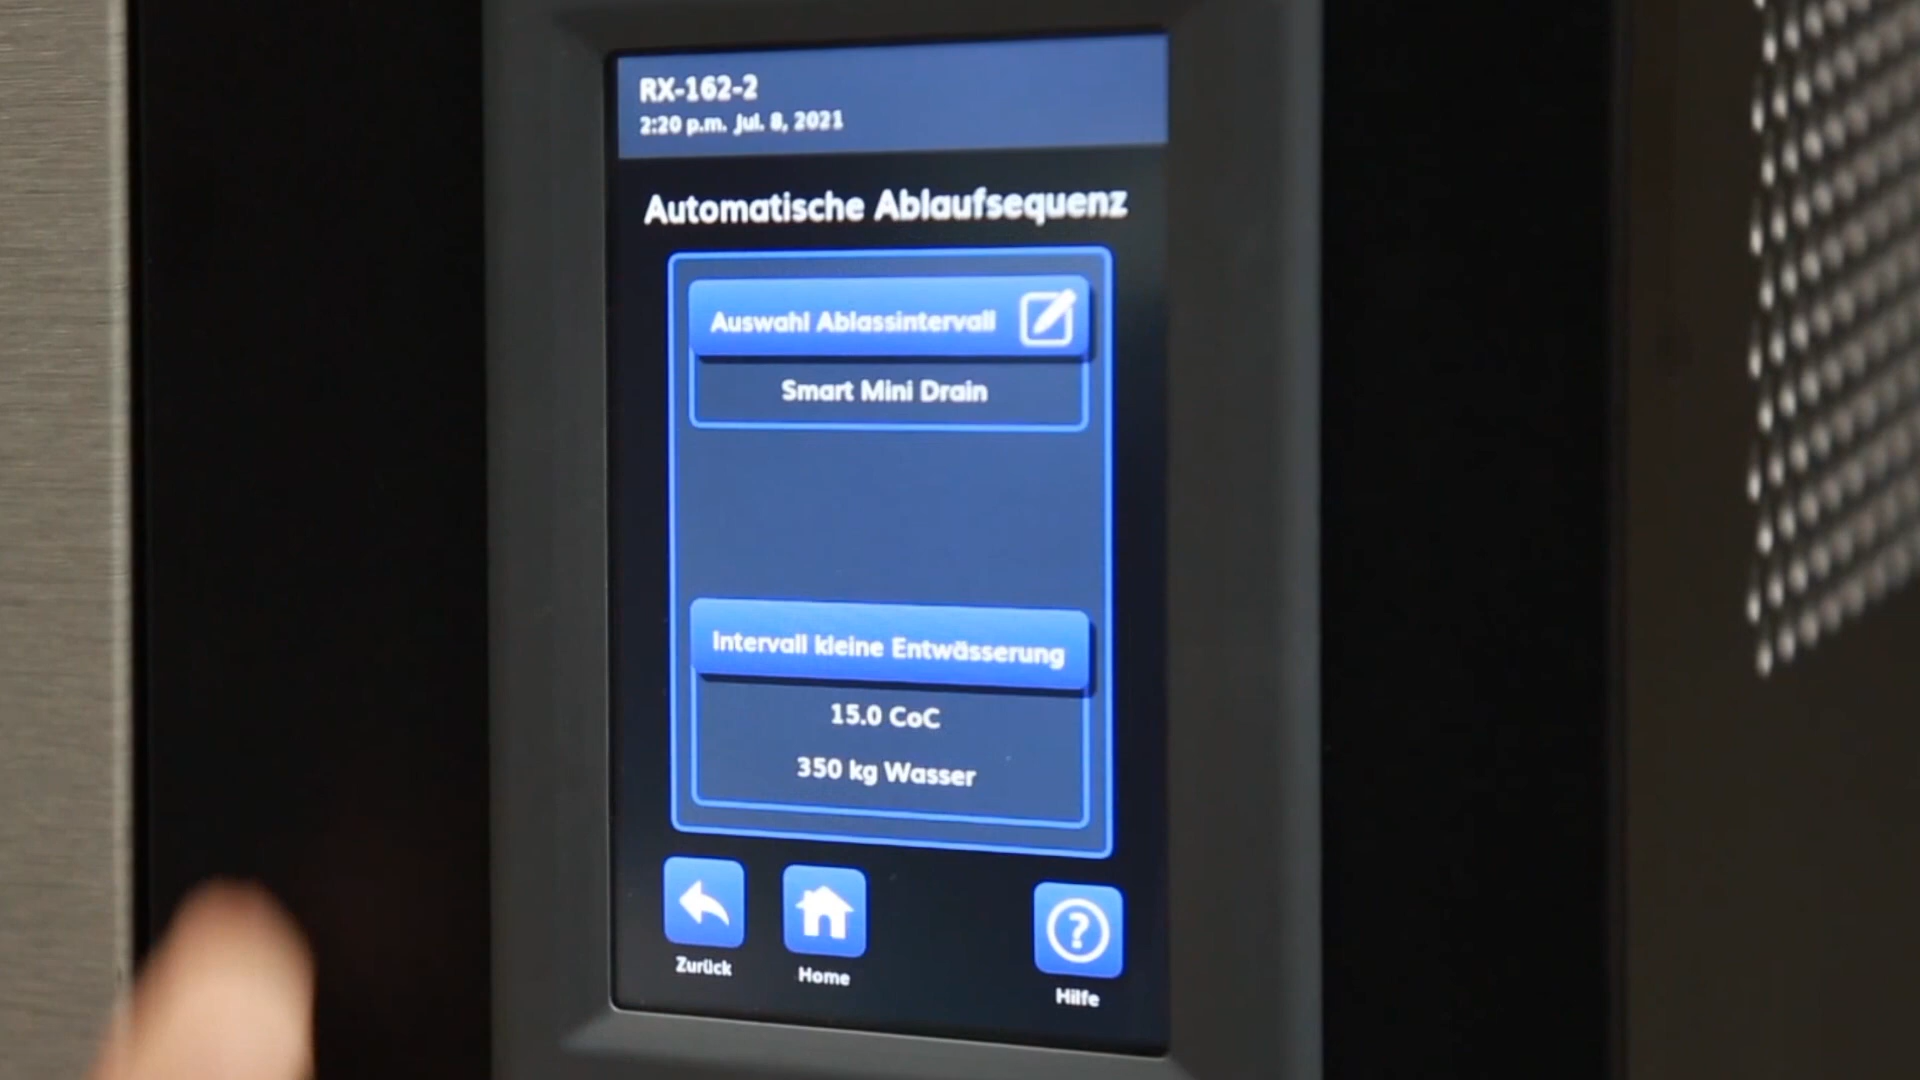 RX-162-2
2:20 p.m. Jul. 8, 2021
Automatische Ablaufsequenz
Auswahl Ablassintervall
Smart Mini Drain
Intervall kleine Entwässerung
15.0 CoC
350 kg Wasser
Zurück
Home
?
Hilfe